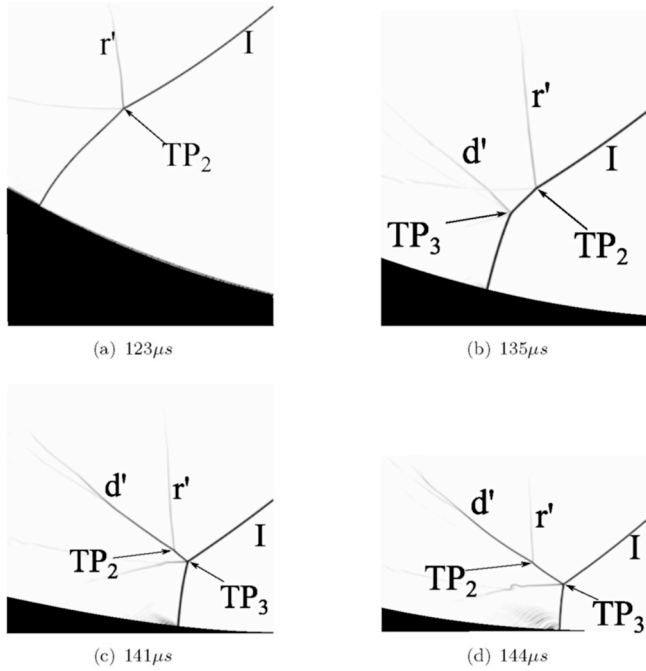 r'
I
TP₂
(a) 123μs
r'
d'
I
TP₃
TP₂
(b) 135μs
d'
r'
I
TP₂
TP₃
(c) 141μs
d'
r'
I
TP₂
TP₃
(d) 144μs